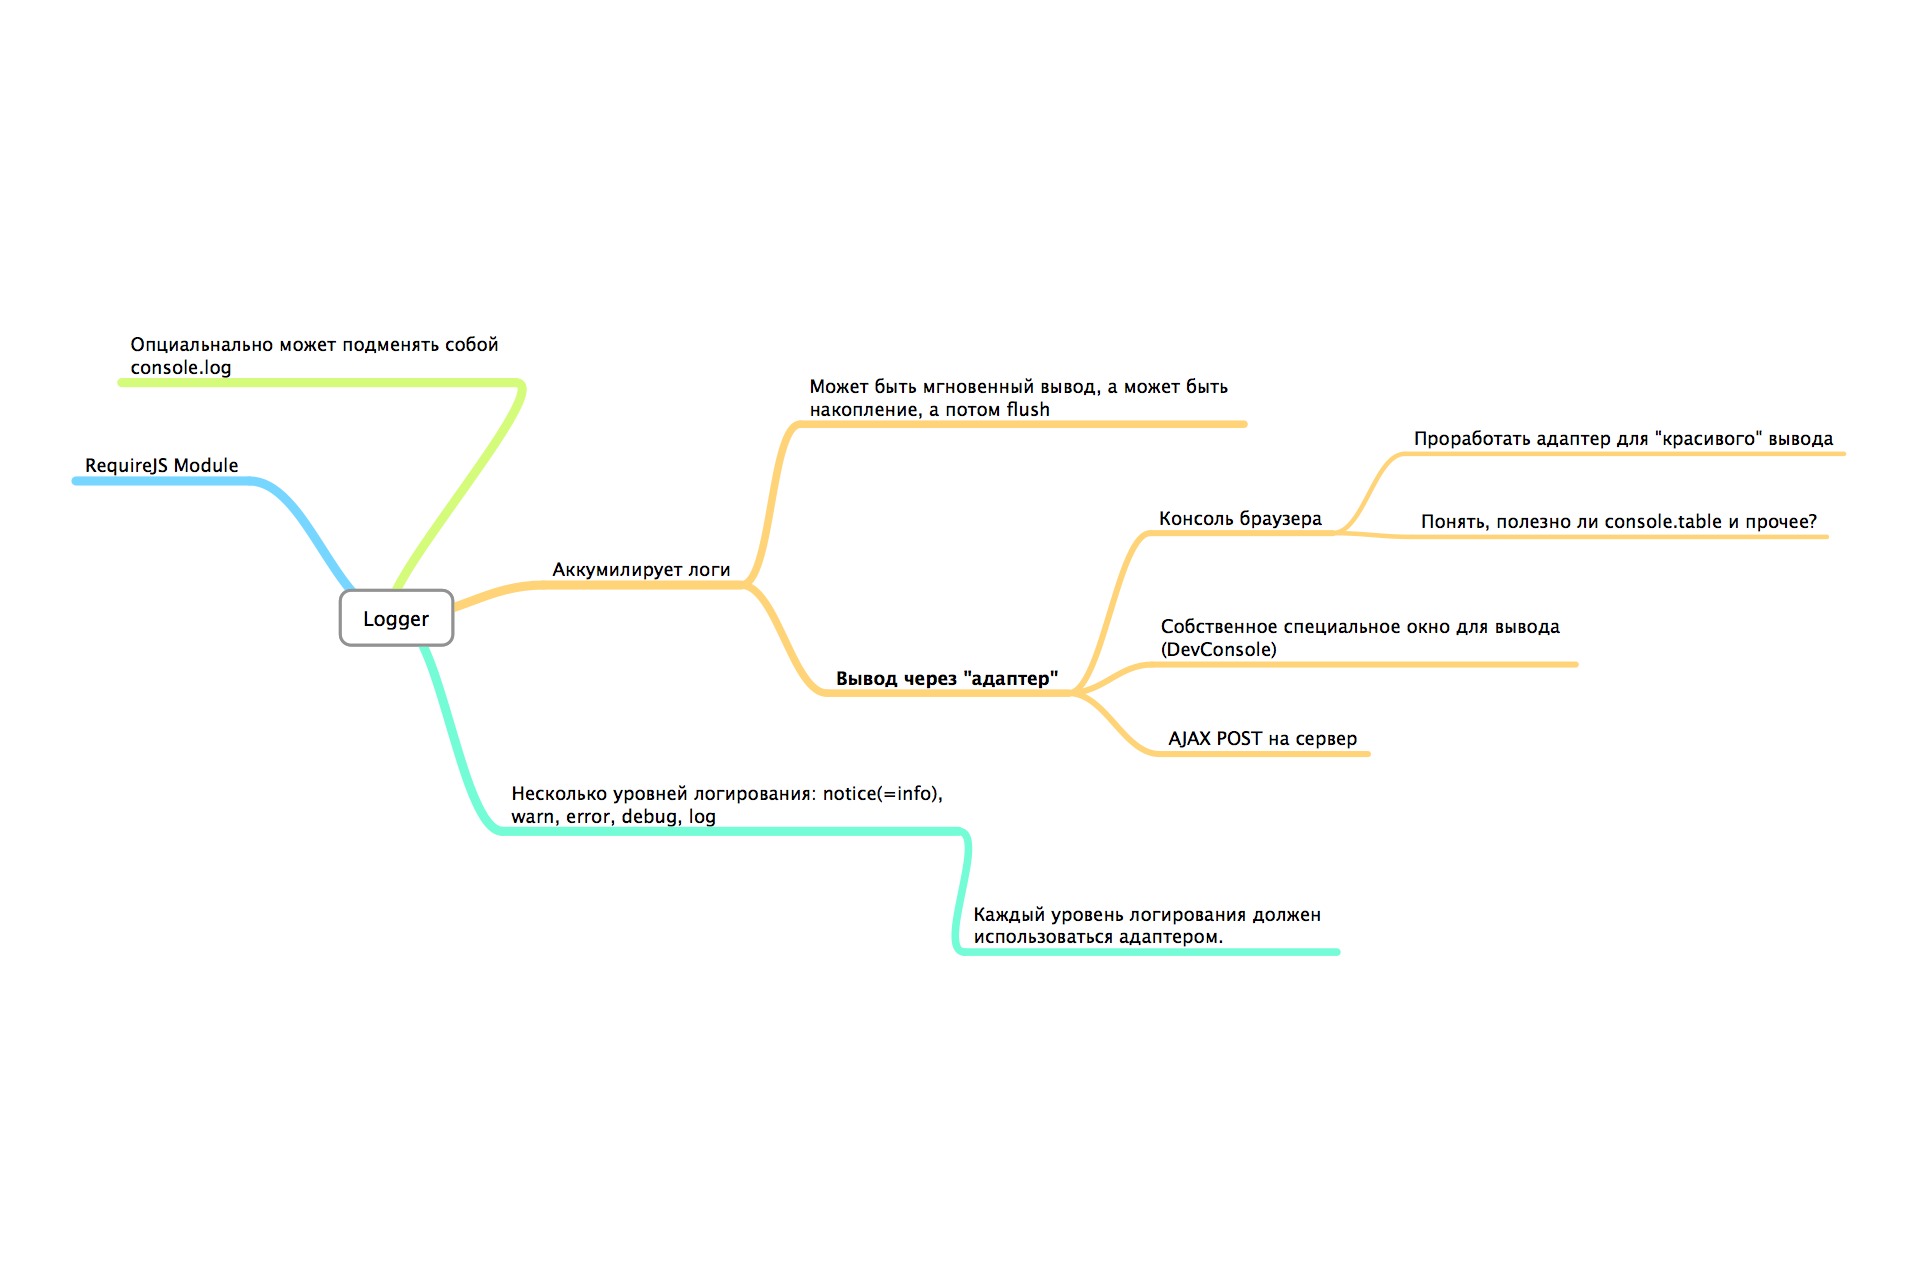 Опциальнально может подменять собой
console.log
RequireJS Module
Logger
Аккумилирует логи
Может быть мгновенный вывод, а может быть
накопление, а потом flush
Вывод через "адаптер"
Консоль браузера
Проработать адаптер для "красивого" вывода
Понять, полезно ли console.table и прочее?
Собственное специальное окно для вывода
(DevConsole)
AJAX POST на сервер
Несколько уровней логирования: notice(=info),
warn, error, debug, log
Каждый уровень логирования должен
использоваться адаптером.